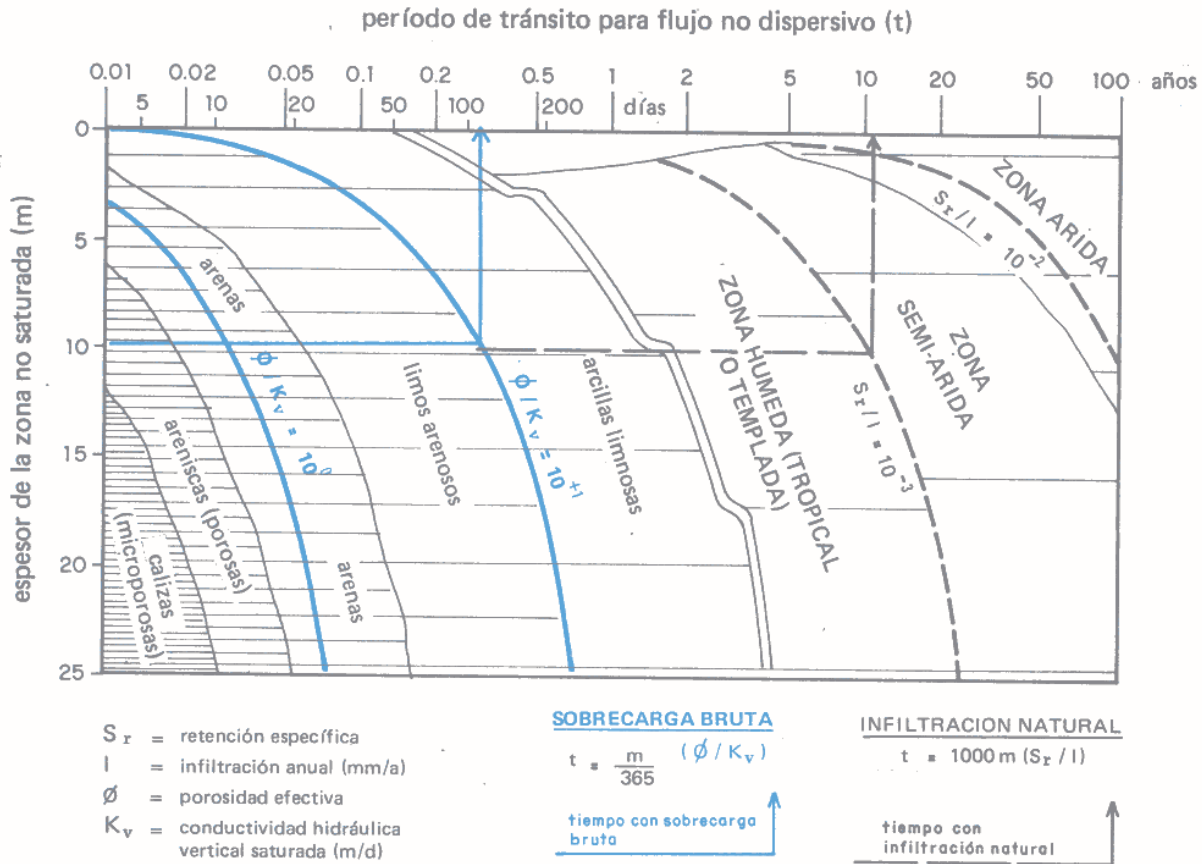 período de tránsito para flujo no dispersivo (t)
0.01 0.02 0.05 0.1 0.2 0.5 1 2 5 10 20 50 100 años
5 10 20 50 100 200 días
espesor de la zona no saturada (m)
0
5
10
15
20
25
calizas
(microporosas)
areniscas (porosas)
arenas
arenas
ϕ / Kv = 10⁰
limos arenosos
ϕ / Kv = 10⁺¹
arcillas limnosas
ZONA HUMEDA (TROPICAL
/O TEMPLADA)
Sr / I = 10⁻³
ZONA
SEMI-ARIDA
Sr / I = 10⁻²
ZONA ARIDA
Sr = retención específica
I = infiltración anual (mm/a)
Ø = porosidad efectiva
Kv = conductividad hidráulica
vertical saturada (m/d)
SOBRECARGA BRUTA
t = m/365 (Ø/Kv)
tiempo con sobrecarga
bruta
INFILTRACION NATURAL
t = 1000 m (Sr / I)
tiempo con
infiltración natural